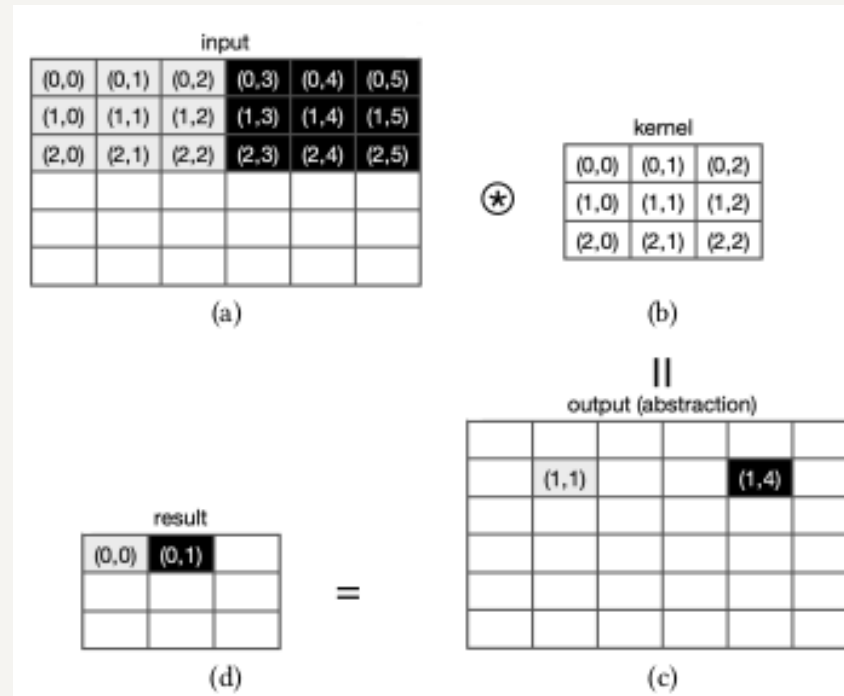 input
(0,0) (0,1) (0,2) (0,3) (0,4) (0,5)
(1,0) (1,1) (1,2) (1,3) (1,4) (1,5)
(2,0) (2,1) (2,2) (2,3) (2,4) (2,5)
(a)
kernel
(0,0) (0,1) (0,2)
(1,0) (1,1) (1,2)
(2,0) (2,1) (2,2)
(b)
=
output (abstraction)
(1,1) (1,4)
(c)
=
result
(0,0) (0,1)
(d)